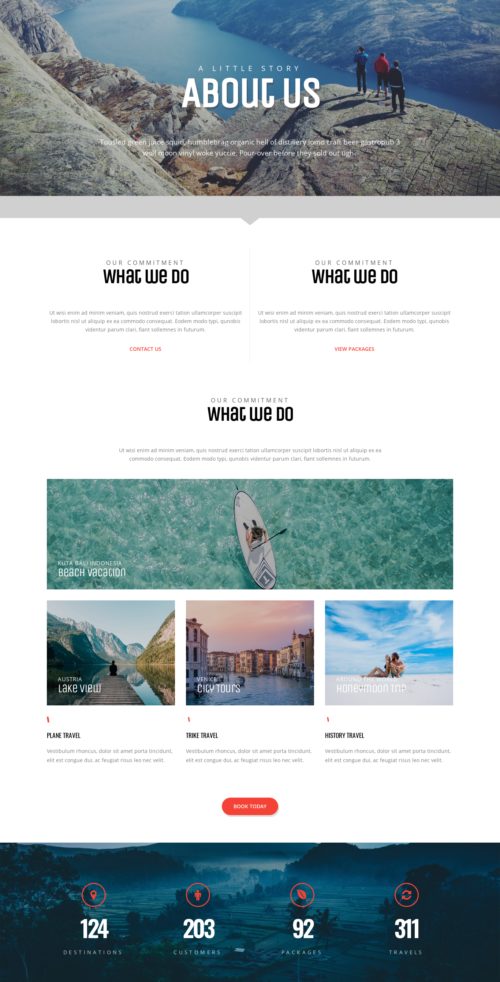 A LITTLE STORY
ABOUT US
Tousled green juice squid, humblebrag organic hell of distillery lomo craft beer gastropub 3
wolf moon vinyl woke yuccie. Pour-over before they sold out ugh.
OUR COMMITMENT
What we do
Ut wisi enim ad minim veniam, quis nostrud exerci tation ullamcorper suscipit
lobortis nisl ut aliquip ex ea commodo consequat. Eodem modo typi, qunobis
videntur parum clari, fiant sollemnes in futurum.
CONTACT US
OUR COMMITMENT
What we do
Ut wisi enim ad minim veniam, quis nostrud exerci tation ullamcorper suscipit
lobortis nisl ut aliquip ex ea commodo consequat. Eodem modo typi, qunobis
videntur parum clari, fiant sollemnes in futurum.
VIEW PACKAGES
OUR COMMITMENT
What we do
Ut wisi enim ad minim veniam, quis nostrud exerci tation ullamcorper suscipit lobortis nisl ut aliquip ex ea
commodo consequat. Eodem modo typi, qunobis videntur parum clari, fiant sollemnes in futurum.
KUTA BALI INDONESIA
Beach Vacation
AUSTRIA
Lake View
VENICE
City Tours
AROUND THE WORLD
Honeymoon Trip
PLANE TRAVEL
Vestibulum rhoncus, dolor sit amet porta tincidunt,
elit est congue dui, ac feugiat risus leo nec velit.
TRIKE TRAVEL
Vestibulum rhoncus, dolor sit amet porta tincidunt,
elit est congue dui, ac feugiat risus leo nec velit.
HISTORY TRAVEL
Vestibulum rhoncus, dolor sit amet porta tincidunt,
elit est congue dui, ac feugiat risus leo nec velit.
BOOK TODAY
124
DESTINATIONS
203
CUSTOMERS
92
PACKAGES
311
TRAVELS